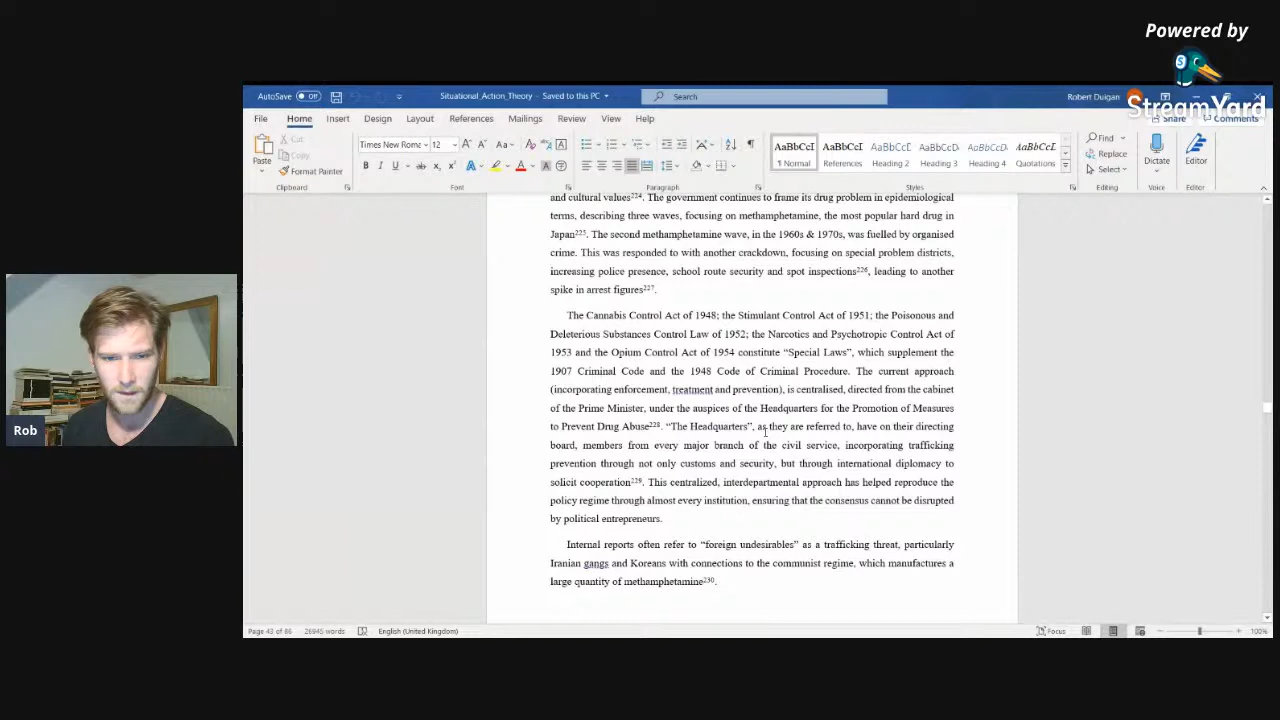 Powered by
StreamYard
AutoSave Off
Situational_Action_Theory - Saved to this PC
Search
Robert Duigan
File Home Insert Design Layout References Mailings Review View Help
Share Comments
Paste
Cut
Copy
Format Painter
Clipboard
Times New Roma 12
Font
Paragraph
AaBbCcI AaBbCcI AaBbCcI AaBbCcD AaBbCcD AaBbCcI
1 Normal References Heading 2 Heading 3 Heading 4 Quotations
Styles
Find
Replace
Select
Editing
Dictate
Voice
Editor
Editor
and cultural values224. The government continues to frame its drug problem in epidemiological
terms, describing three waves, focusing on methamphetamine, the most popular hard drug in
Japan225. The second methamphetamine wave, in the 1960s & 1970s, was fuelled by organised
crime. This was responded to with another crackdown, focusing on special problem districts,
increasing police presence, school route security and spot inspections226, leading to another
spike in arrest figures227.
The Cannabis Control Act of 1948; the Stimulant Control Act of 1951; the Poisonous and
Deleterious Substances Control Law of 1952; the Narcotics and Psychotropic Control Act of
1953 and the Opium Control Act of 1954 constitute “Special Laws”, which supplement the
1907 Criminal Code and the 1948 Code of Criminal Procedure. The current approach
(incorporating enforcement, treatment and prevention), is centralised, directed from the cabinet
of the Prime Minister, under the auspices of the Headquarters for the Promotion of Measures
to Prevent Drug Abuse228. “The Headquarters”, as they are referred to, have on their directing
board, members from every major branch of the civil service, incorporating trafficking
prevention through not only customs and security, but through international diplomacy to
solicit cooperation229. This centralized, interdepartmental approach has helped reproduce the
policy regime through almost every institution, ensuring that the consensus cannot be disrupted
by political entrepreneurs.
Internal reports often refer to “foreign undesirables” as a trafficking threat, particularly
Iranian gangs and Koreans with connections to the communist regime, which manufactures a
large quantity of methamphetamine230.
Rob
Page 43 of 86 26945 words English (United Kingdom)
Focus
100%